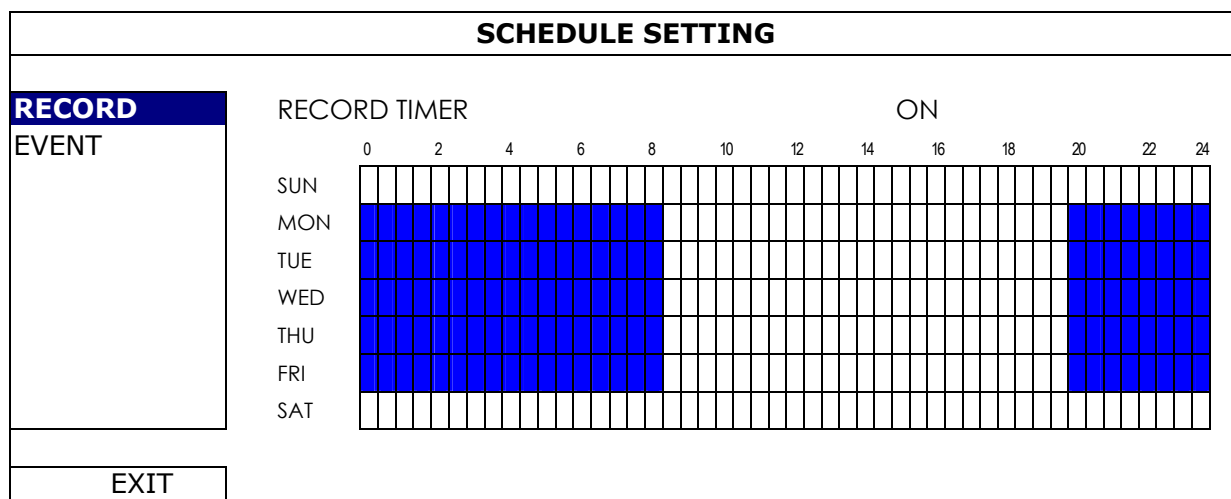 SCHEDULE SETTING
RECORD
EVENT
RECORD TIMER ON
0 2 4 6 8 10 12 14 16 18 20 22 24
SUN
MON
TUE
WED
THU
FRI
SAT
EXIT